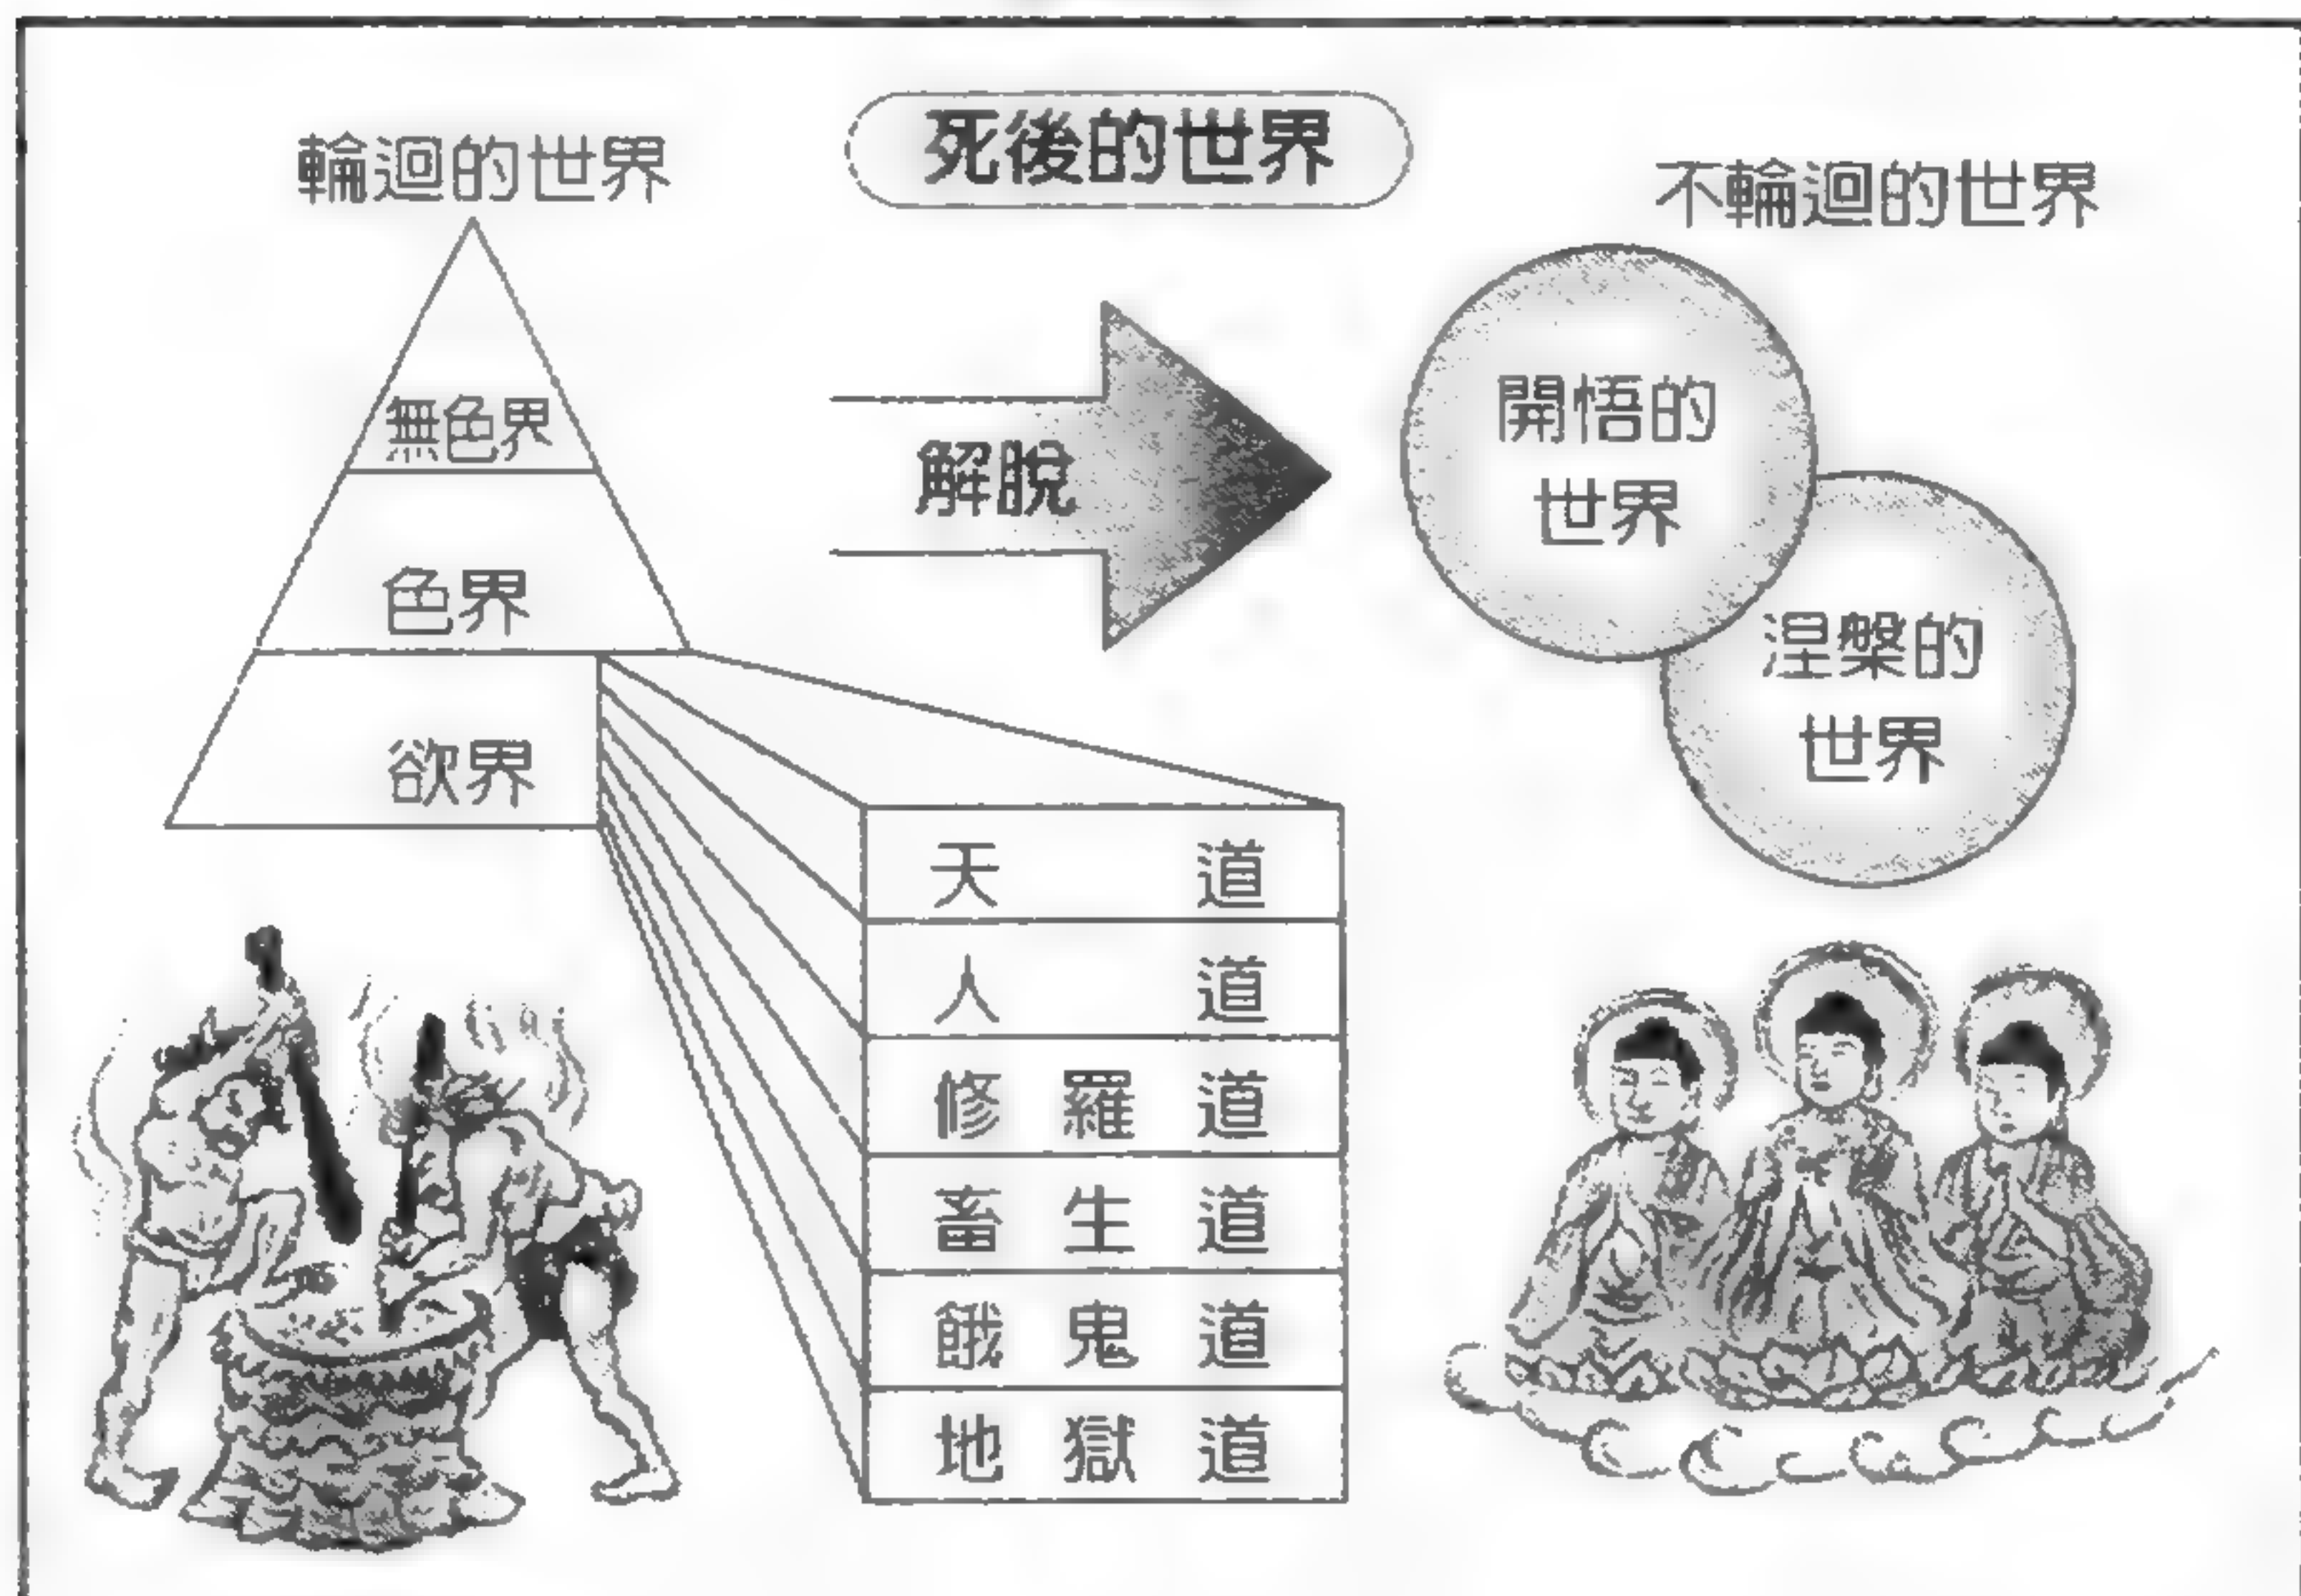 死後的世界
輪迴的世界
無色界
色界
欲界
解脫
不輪迴的世界
開悟的
世界
涅槃的
世界
天道
人道
修羅道
畜生道
餓鬼道
地獄道